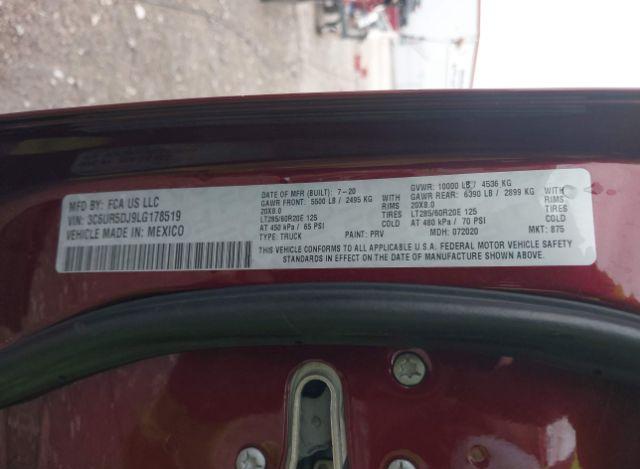 MFD BY: FCA US LLC
VIN: 3C6UR5DJ9LG178519
VEHICLE MADE IN: MEXICO
DATE OF MFR (BUILT): 7-20
GAWR FRONT: 5500 LB / 2495 KG
WITH
20X8.0 RIMS
TIRES
LT285/60R20E 125
AT 450 kPa / 65 PSI COLD
TYPE: TRUCK PAINT: PRV
GVWR: 10000 LB / 4536 KG
GAWR REAR: 6390 LB / 2899 KG
WITH
20X8.0 RIMS
TIRES
LT285/60R20E 125
AT 480 kPa / 70 PSI COLD
MDH: 072020 MKT: 875
THIS VEHICLE CONFORMS TO ALL APPLICABLE U.S.A. FEDERAL MOTOR VEHICLE SAFETY
STANDARDS IN EFFECT ON THE DATE OF MANUFACTURE SHOWN ABOVE.